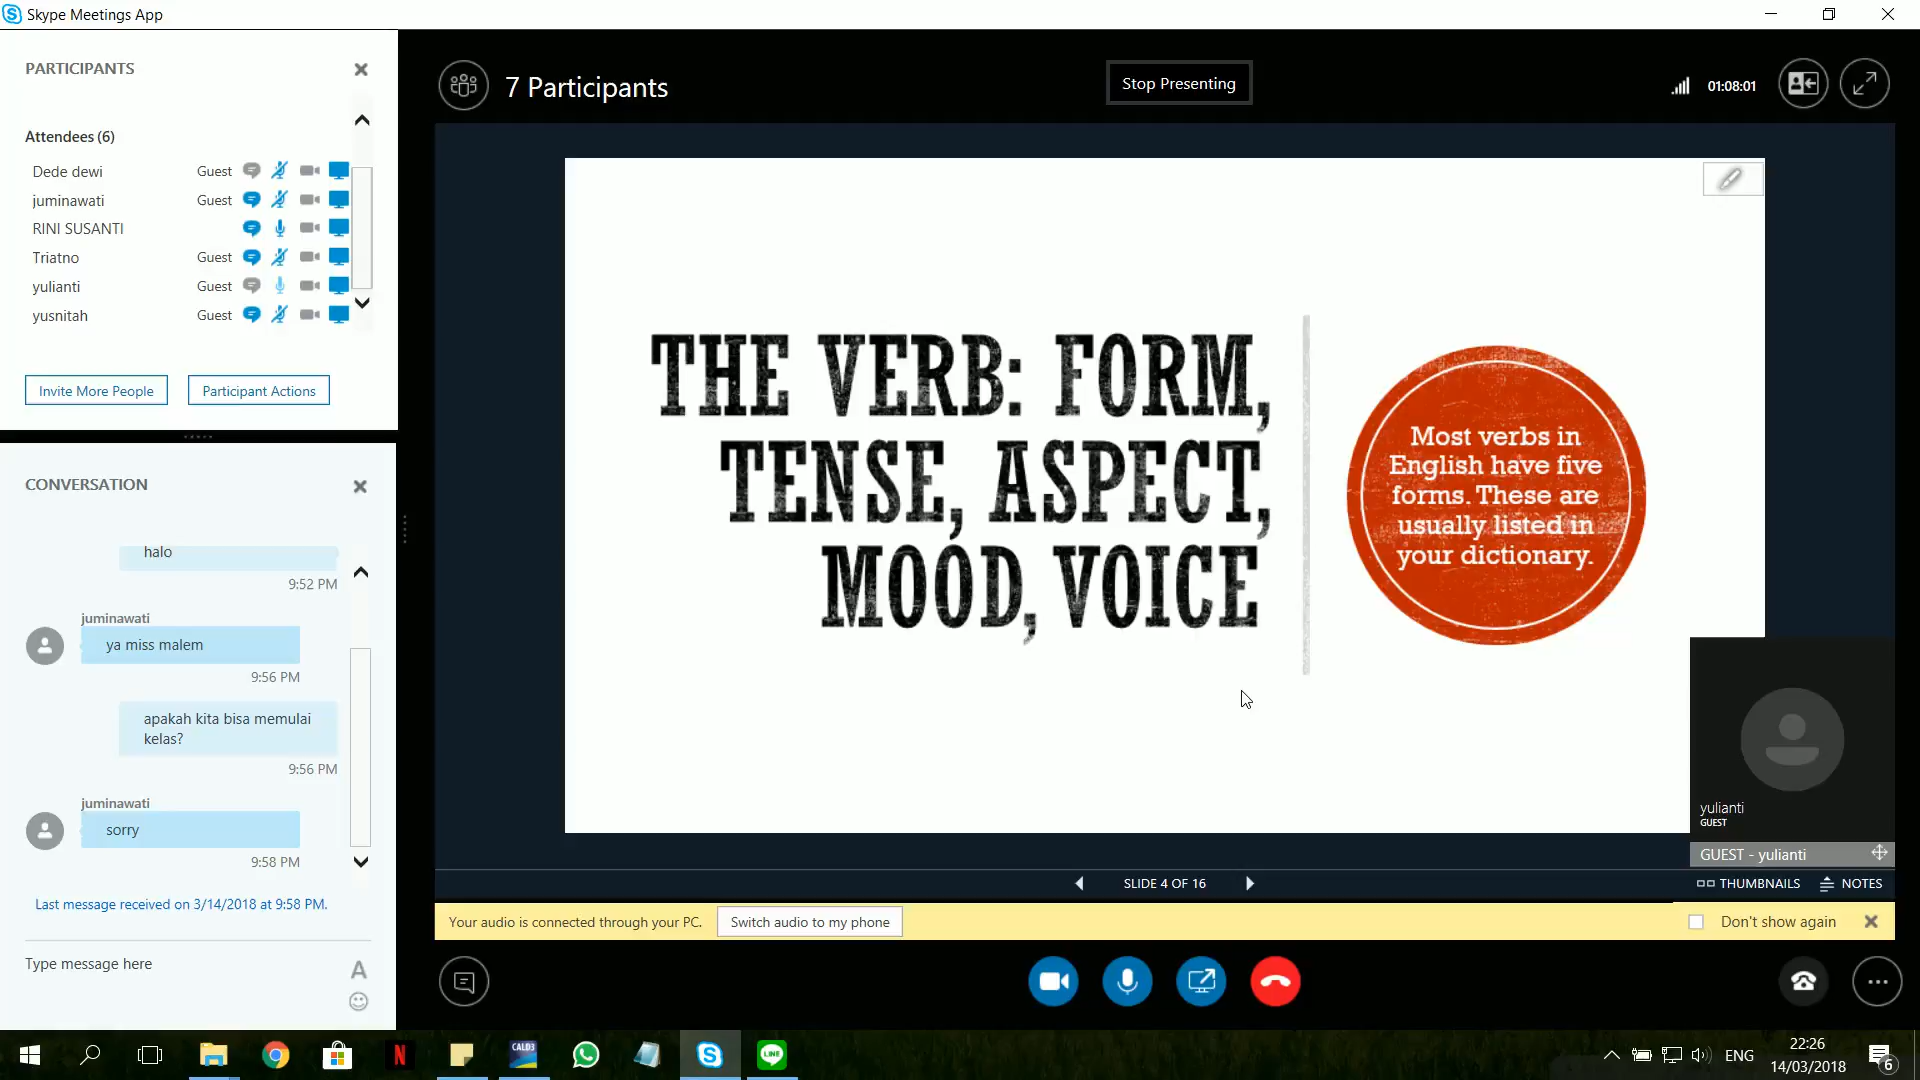 Skype Meetings App
PARTICIPANTS
Attendees (6)
Dede dewi Guest
juminawati Guest
RINI SUSANTI
Triatno Guest
yulianti Guest
yusnitah Guest
Invite More People
Participant Actions
CONVERSATION
halo
9:52 PM
juminawati
ya miss malem
9:56 PM
apakah kita bisa memulai
kelas?
9:56 PM
juminawati
sorry
9:58 PM
Last message received on 3/14/2018 at 9:58 PM.
Type message here
A
7 Participants
Stop Presenting
01:08:01
THE VERB: FORM,
TENSE, ASPECT,
MOOD, VOICE
Most verbs in
English have five
forms. These are
usually listed in
your dictionary.
yulianti
GUEST
GUEST - yulianti
SLIDE 4 OF 16
THUMBNAILS
NOTES
Your audio is connected through your PC.
Switch audio to my phone
Don't show again
N
CALD3
LINE
ENG
22:26
14/03/2018
6